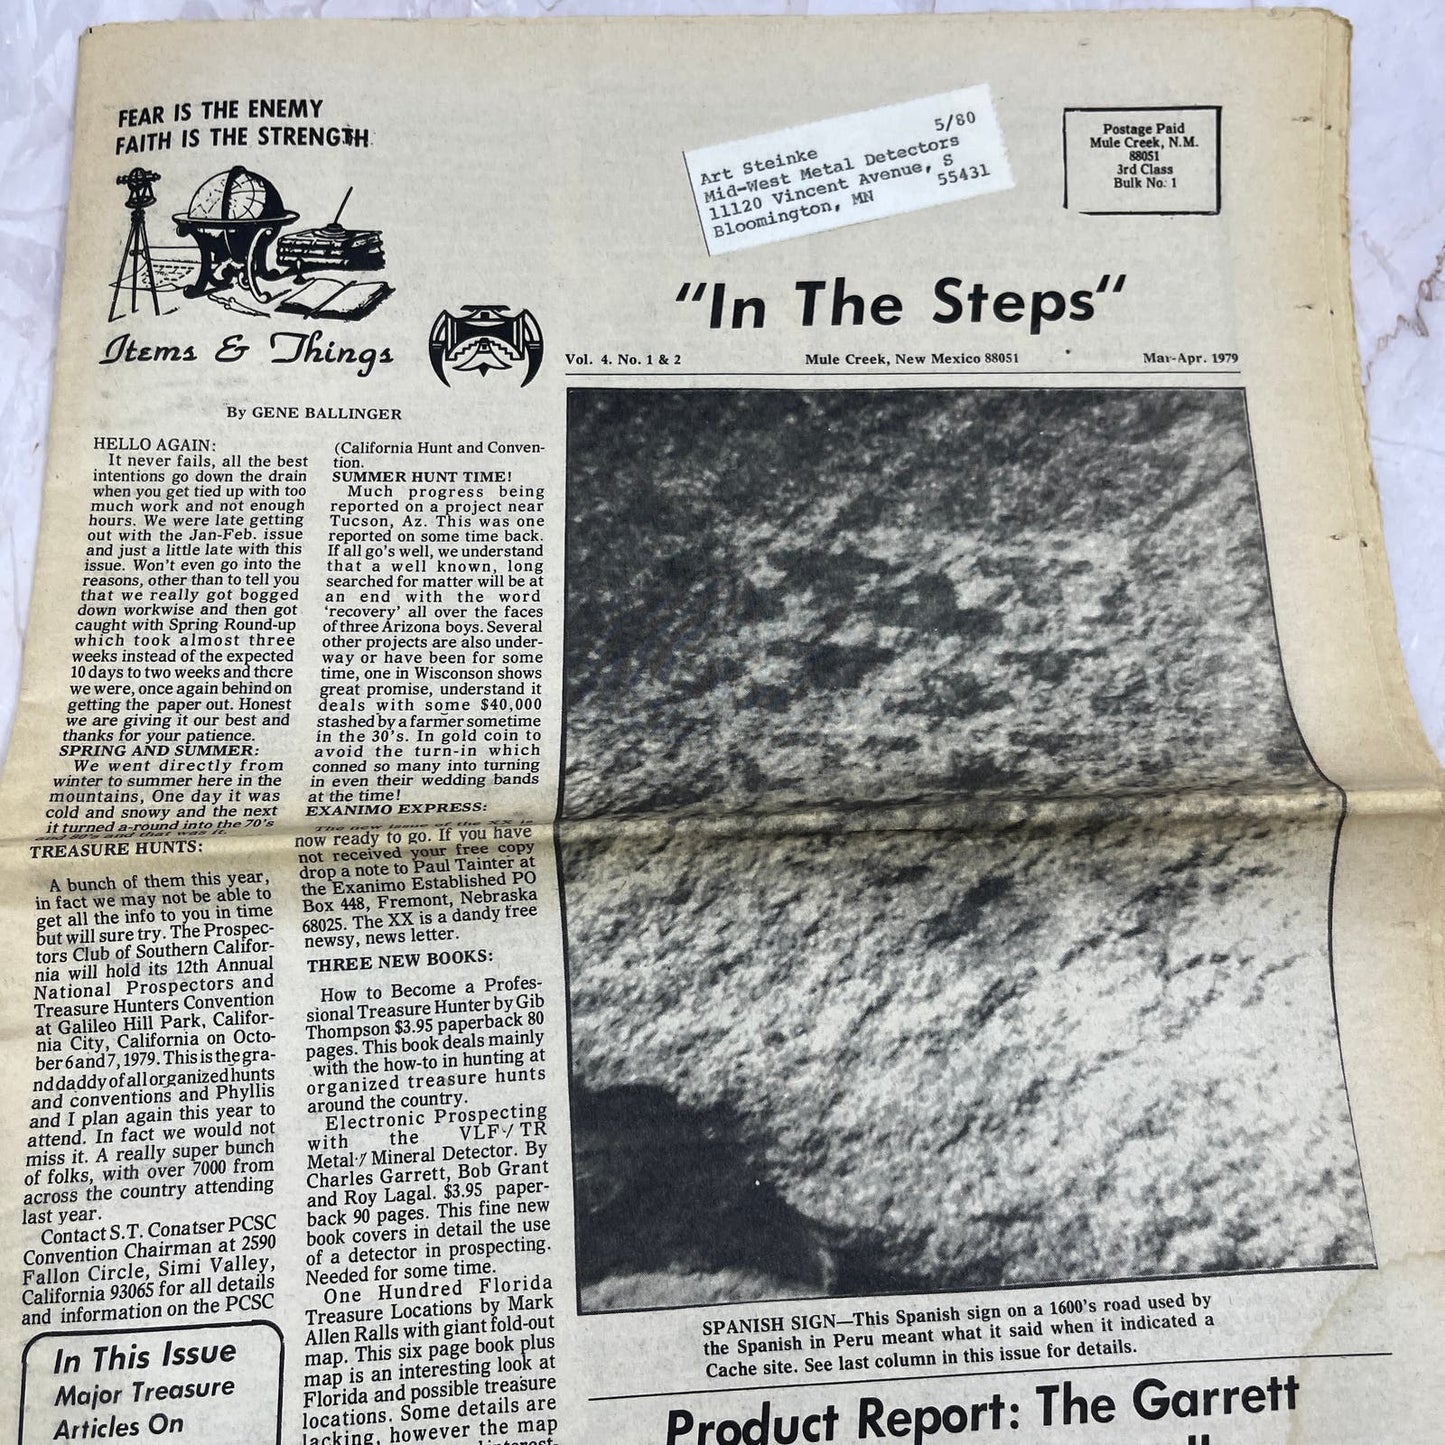 FEAR IS THE ENEMY
FAITH IS THE STRENGTH
Items & Things
By GENE BALLINGER
5/80
Art Steinke
Mid-West Metal Detectors
11120 Vincent Avenue, S
Bloomington, MN 55431
Postage Paid
Mule Creek, N.M.
88051
3rd Class
Bulk No. 1
"In The Steps"
Vol. 4. No. 1 & 2 Mule Creek, New Mexico 88051 Mar-Apr. 1979
HELLO AGAIN:
It never fails, all the best
intentions go down the drain
when you get tied up with too
much work and not enough
hours. We were late getting
out with the Jan-Feb. issue
and just a little late with this
issue. Won't even go into the
reasons, other than to tell you
that we really got bogged
down workwise and then got
caught with Spring Round-up
which took almost three
weeks instead of the expected
10 days to two weeks and there
we were, once again behind on
getting the paper out. Honest
we are giving it our best and
thanks for your patience.
SPRING AND SUMMER:
We went directly from
winter to summer here in the
mountains, One day it was
cold and snowy and the next
it turned a-round into the 70's
and 80's and that was it.
TREASURE HUNTS:
A bunch of them this year,
in fact we may not be able to
get all the info to you in time
but will sure try. The Prospec-
tors Club of Southern Califor-
nia will hold its 12th Annual
National Prospectors and
Treasure Hunters Convention
at Galileo Hill Park, Califor-
nia City, California on Octo-
ber 6 and 7, 1979. This is the gra-
nd daddy of all organized hunts
and conventions and Phyllis
and I plan again this year to
attend. In fact we would not
miss it. A really super bunch
of folks, with over 7000 from
across the country attending
last year.
Contact S.T. Conatser PCSC
Convention Chairman at 2590
Fallon Circle, Simi Valley,
California 93065 for all details
and information on the PCSC
In This Issue
Major Treasure
Articles On
(California Hunt and Conven-
tion.
SUMMER HUNT TIME!
Much progress being
reported on a project near
Tucson, Az. This was one
reported on some time back.
If all go's well, we understand
that a well known, long
searched for matter will be at
an end with the word
'recovery' all over the faces
of three Arizona boys. Several
other projects are also under-
way or have been for some
time, one in Wisconsin shows
great promise, understand it
deals with some $40,000
stashed by a farmer sometime
in the 30's. In gold coin to
avoid the turn-in which
conned so many into turning
in even their wedding bands
at the time!
EXANIMO EXPRESS:
The new issue of the XX is
now ready to go. If you have
not received your free copy
drop a note to Paul Tainter at
the Exanimo Established PO
Box 448, Fremont, Nebraska
68025. The XX is a dandy free
newsy, news letter.
THREE NEW BOOKS:
How to Become a Profes-
sional Treasure Hunter by Gib
Thompson $3.95 paperback 80
pages. This book deals mainly
with the how-to in hunting at
organized treasure hunts
around the country.
Electronic Prospecting
with the VLF/TR
Metal/Mineral Detector. By
Charles Garrett, Bob Grant
and Roy Lagal. $3.95 paper-
back 90 pages. This fine new
book covers in detail the use
of a detector in prospecting.
Needed for some time.
One Hundred Florida
Treasure Locations by Mark
Allen Ralls with giant fold-out
map. This six page book plus
map is an interesting look at
Florida and possible treasure
locations. Some details are
lacking, however the map
SPANISH SIGN—This Spanish sign on a 1600's road used by
the Spanish in Peru meant what it said when it indicated a
Cache site. See last column in this issue for details.
Product Report: The Garrett